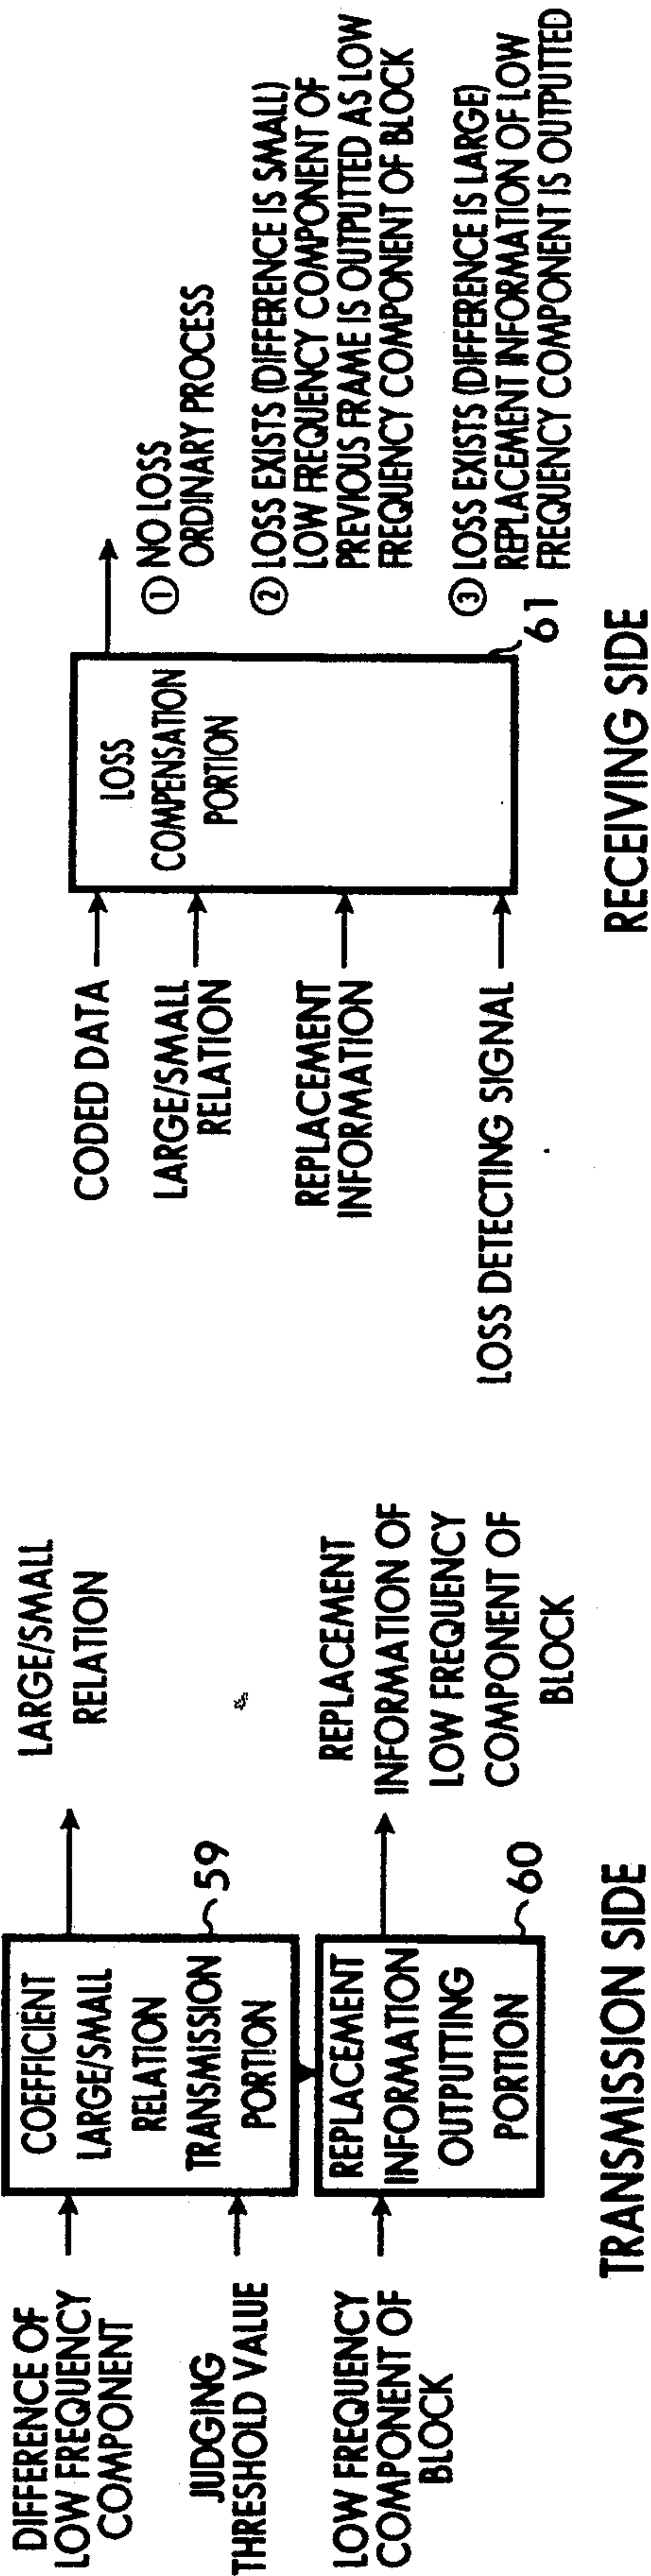 DIFFERENCE OF
LOW FREQUENCY
COMPONENT
JUDGING
THRESHOLD VALUE
COEFFICIENT
LARGE/SMALL
RELATION
TRANSMISSION
PORTION
59
LARGE/SMALL
RELATION
LOW FREQUENCY
COMPONENT OF
BLOCK
REPLACEMENT
INFORMATION
OUTPUTTING
PORTION
60
REPLACEMENT
INFORMATION OF
LOW FREQUENCY
COMPONENT OF
BLOCK
TRANSMISSION SIDE
CODED DATA
LARGE/SMALL
RELATION
REPLACEMENT
INFORMATION
LOSS DETECTING SIGNAL
LOSS
COMPENSATION
PORTION
61
① NO LOSS
ORDINARY PROCESS
② LOSS EXISTS (DIFFERENCE IS SMALL)
LOW FREQUENCY COMPONENT OF
PREVIOUS FRAME IS OUTPUTTED AS LOW
FREQUENCY COMPONENT OF BLOCK
③ LOSS EXISTS (DIFFERENCE IS LARGE)
REPLACEMENT INFORMATION OF LOW
FREQUENCY COMPONENT IS OUTPUTTED
RECEIVING SIDE